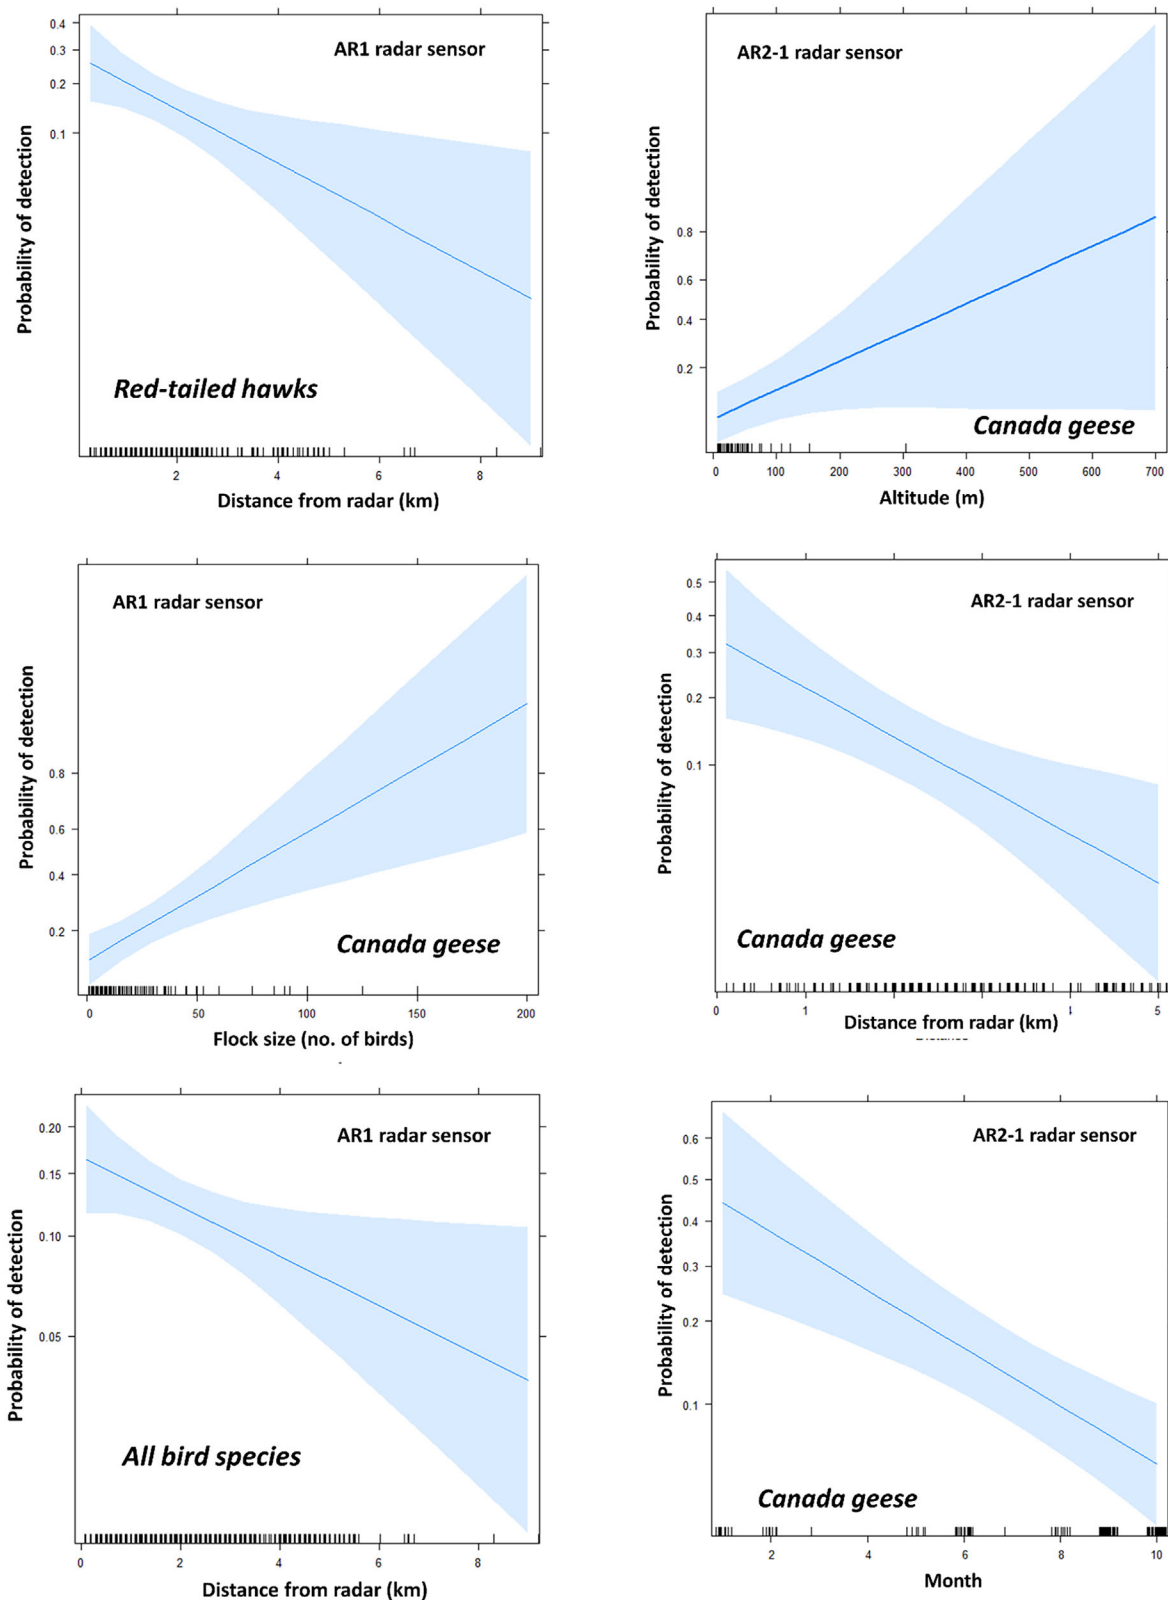 0.4
0.3
0.2
0.1
Probability of detection
AR1 radar sensor
Red-tailed hawks
2
4
6
8
Distance from radar (km)
0.8
0.6
0.4
0.2
Probability of detection
AR2-1 radar sensor
Canada geese
0 100 200 300 400 500 600 700
Altitude (m)
0.8
0.6
0.4
0.2
Probability of detection
AR1 radar sensor
Canada geese
0 50 100 150 200
Flock size (no. of birds)
0.5
0.4
0.3
0.2
0.1
Probability of detection
AR2-1 radar sensor
Canada geese
0 1 5
Distance from radar (km)
0.20
0.15
0.10
0.05
Probability of detection
AR1 radar sensor
All bird species
0 2 4 6 8
Distance from radar (km)
0.6
0.5
0.4
0.3
0.2
0.1
Probability of detection
AR2-1 radar sensor
Canada geese
2 4 6 8 10
Month